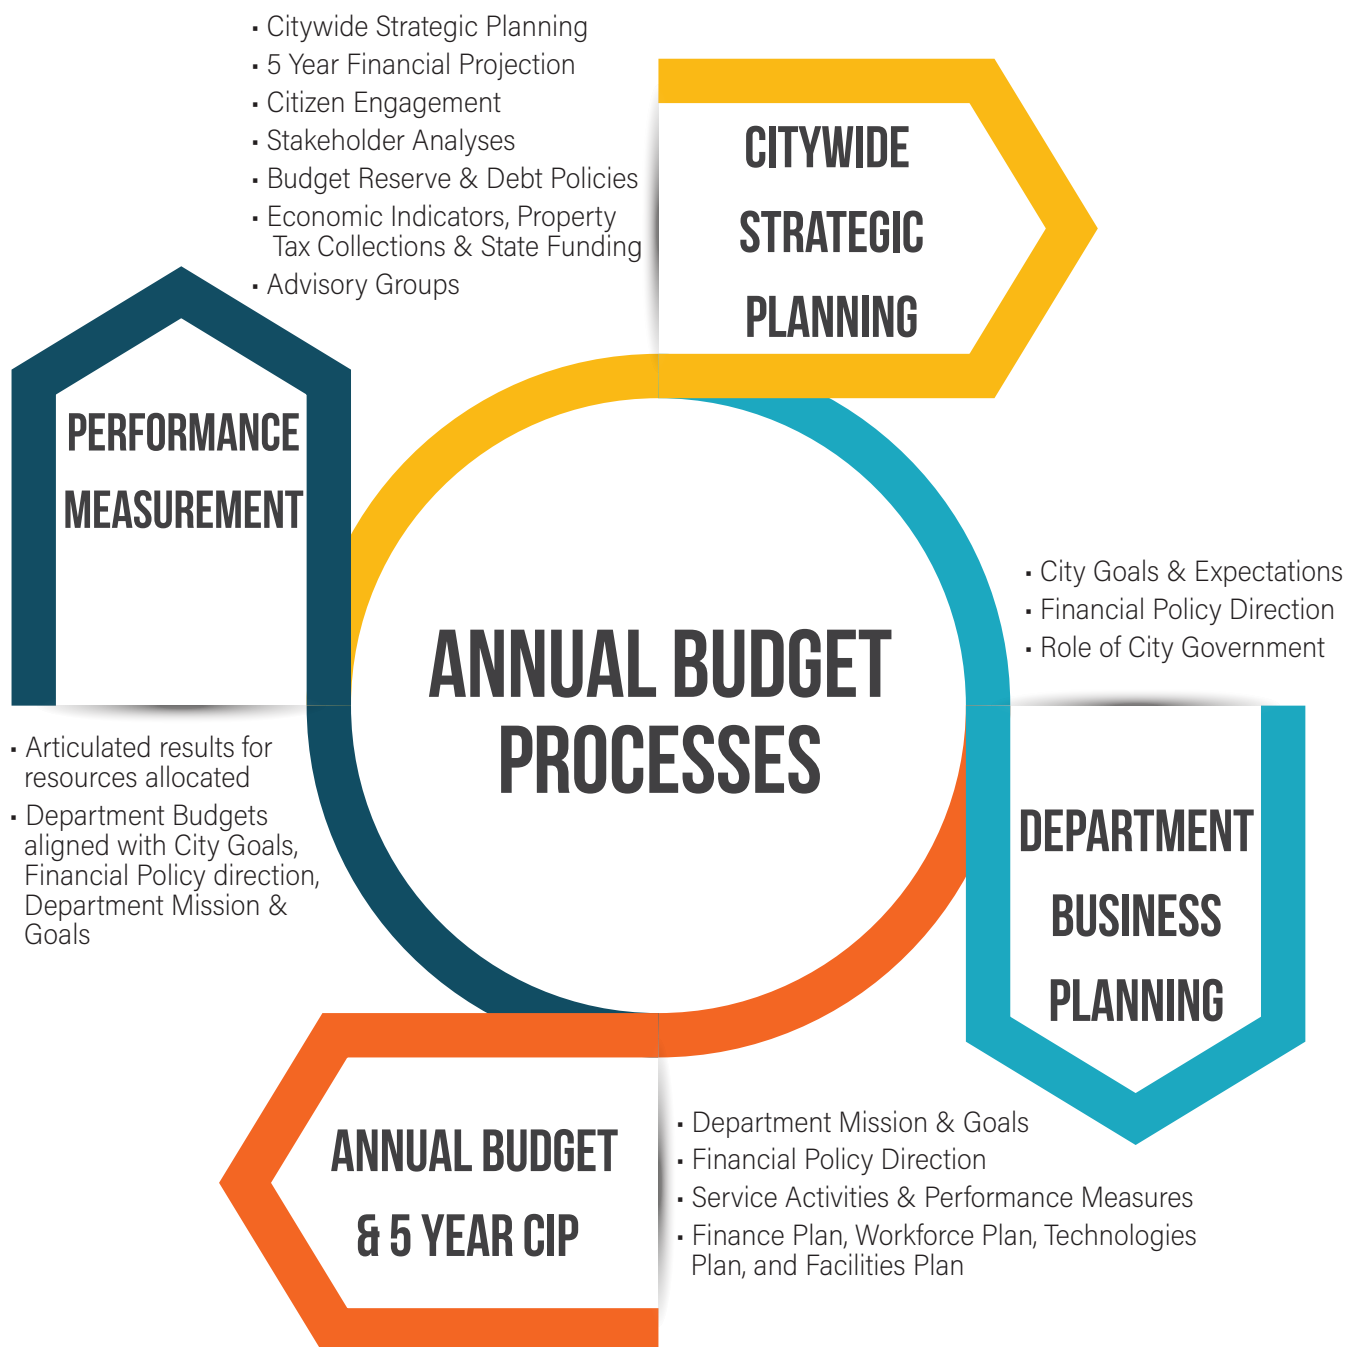 • Citywide Strategic Planning
• 5 Year Financial Projection
• Citizen Engagement
• Stakeholder Analyses
• Budget Reserve & Debt Policies
• Economic Indicators, Property
Tax Collections & State Funding
• Advisory Groups
CITYWIDE
STRATEGIC
PLANNING
PERFORMANCE
MEASUREMENT
• City Goals & Expectations
• Financial Policy Direction
• Role of City Government
ANNUAL BUDGET
PROCESSES
• Articulated results for
resources allocated
• Department Budgets
aligned with City Goals,
Financial Policy direction,
Department Mission &
Goals
DEPARTMENT
BUSINESS
PLANNING
ANNUAL BUDGET
& 5 YEAR CIP
• Department Mission & Goals
• Financial Policy Direction
• Service Activities & Performance Measures
• Finance Plan, Workforce Plan, Technologies
Plan, and Facilities Plan